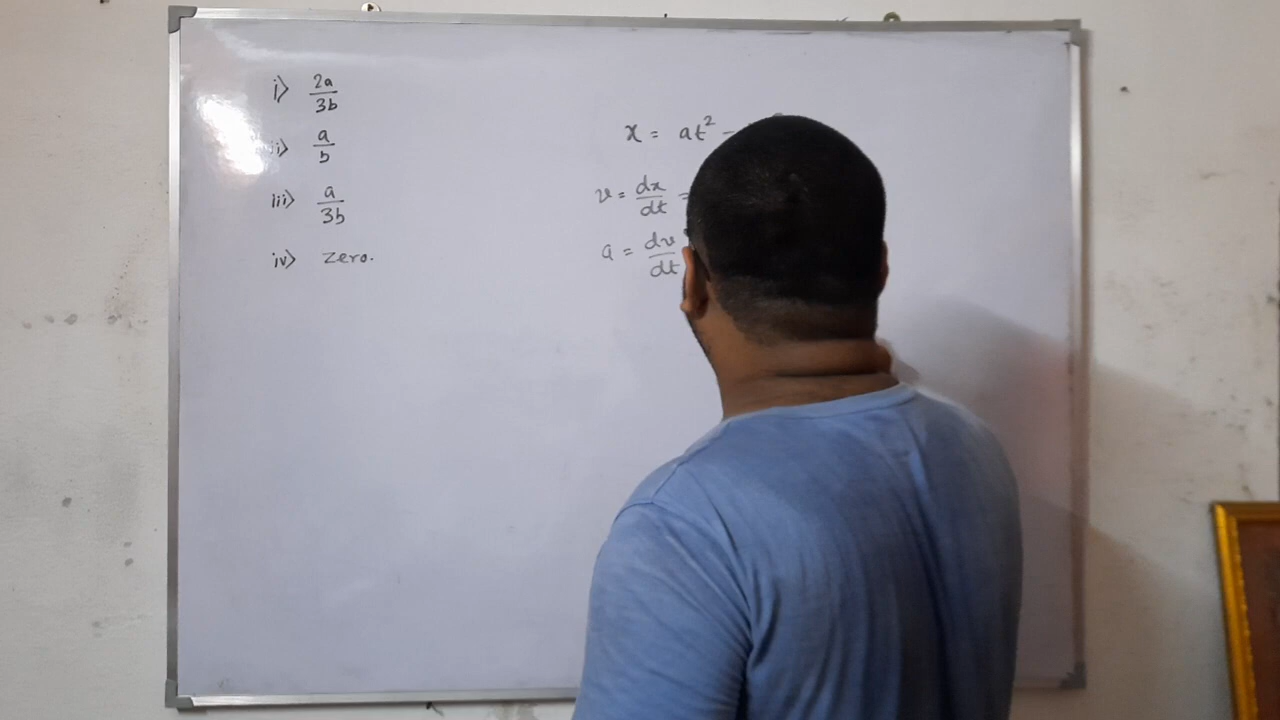 i) 2a/3b
ii) a/b
iii) a/3b
iv) zero.
x = at² -
v = dx/dt =
a = dv/dt